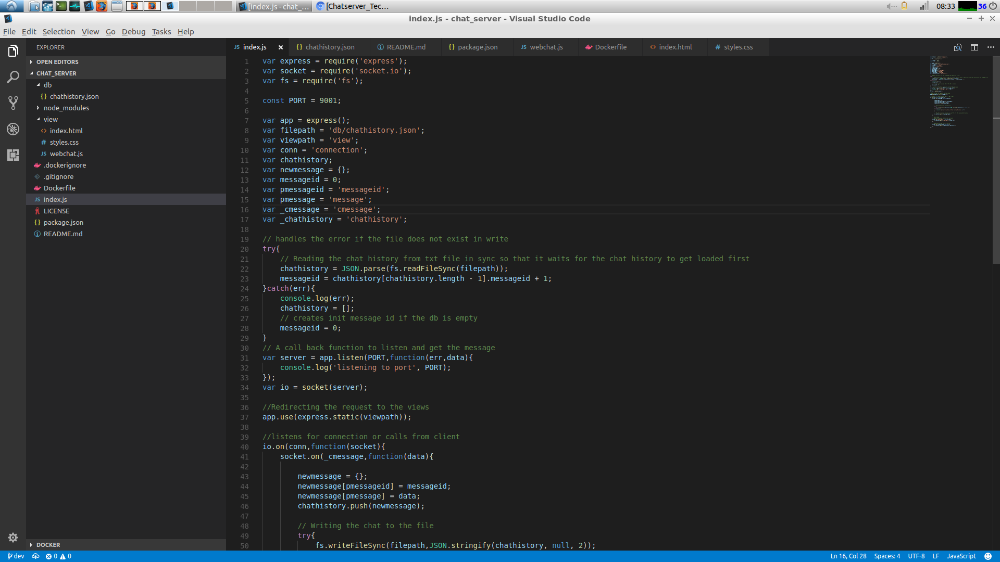 [index.js - chat_...
[Chatserver_Tec...
08:33
36
index.js - chat_server - Visual Studio Code
File Edit Selection View Go Debug Tasks Help
EXPLORER
OPEN EDITORS
CHAT_SERVER
db
{} chathistory.json
node_modules
view
<> index.html
# styles.css
JS webchat.js
.dockerignore
.gitignore
Dockerfile
JS index.js
LICENSE
{} package.json
README.md
DOCKER
JS index.js ×
{} chathistory.json
README.md
{} package.json
JS webchat.js
Dockerfile
<> index.html
# styles.css
1 var express = require('express');
2 var socket = require('socket.io');
3 var fs = require('fs');
4
5 const PORT = 9001;
6
7 var app = express();
8 var filepath = 'db/chathistory.json';
9 var viewpath = 'view';
10 var conn = 'connection';
11 var chathistory;
12 var newmessage = {};
13 var messageid = 0;
14 var pmessageid = 'messageid';
15 var pmessage = 'message';
16 var _cmessage = 'cmessage';
17 var _chathistory = 'chathistory';
18
19 // handles the error if the file does not exist in write
20 try{
21 // Reading the chat history from txt file in sync so that it waits for the chat history to get loaded first
22 chathistory = JSON.parse(fs.readFileSync(filepath));
23 messageid = chathistory[chathistory.length - 1].messageid + 1;
24 }catch(err){
25 console.log(err);
26 chathistory = [];
27 // creates init message id if the db is empty
28 messageid = 0;
29 }
30 // A call back function to listen and get the message
31 var server = app.listen(PORT,function(err,data){
32 console.log('listening to port', PORT);
33 });
34 var io = socket(server);
35
36 //Redirecting the request to the views
37 app.use(express.static(viewpath));
38
39 //listens for connection or calls from client
40 io.on(conn,function(socket){
41 socket.on(_cmessage,function(data){
42
43 newmessage = {};
44 newmessage[pmessageid] = messageid;
45 newmessage[pmessage] = data;
46 chathistory.push(newmessage);
47
48 // Writing the chat to the file
49 try{
50 fs.writeFileSync(filepath,JSON.stringify(chathistory, null, 2));
dev 0 0
Ln 16, Col 28 Spaces: 4 UTF-8 LF JavaScript